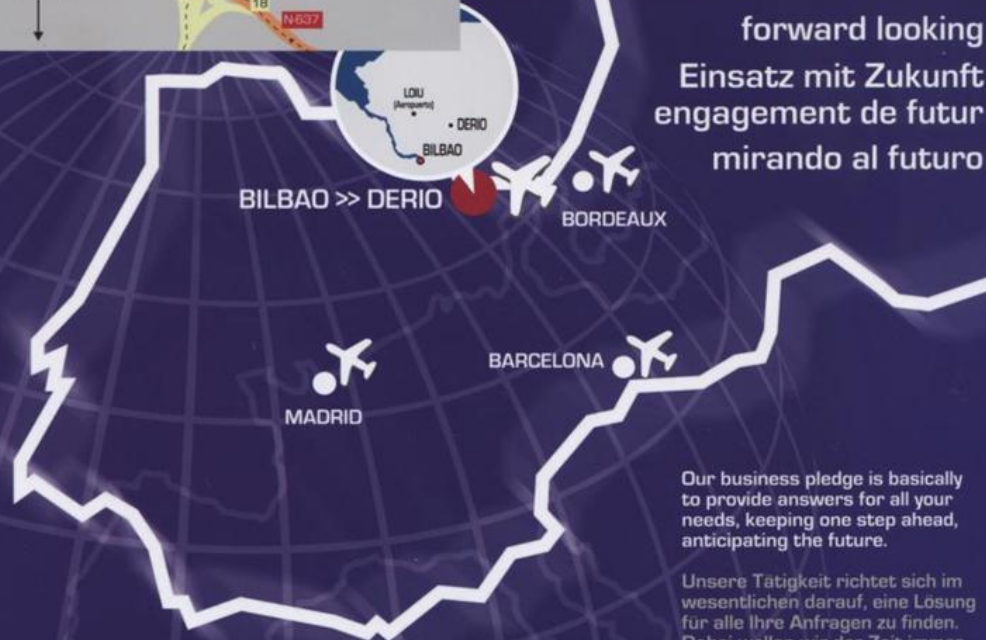 18
N-637
forward looking
Einsatz mit Zukunft
engagement de futur
mirando al futuro
LOIU
(Aeropuerto)
DERIO
BILBAO
BILBAO >> DERIO
BORDEAUX
BARCELONA
MADRID
Our business pledge is basically
to provide answers for all your
needs, keeping one step ahead,
anticipating the future.
Unsere Tätigkeit richtet sich im
wesentlichen darauf, eine Lösung
für alle Ihre Anfragen zu finden.